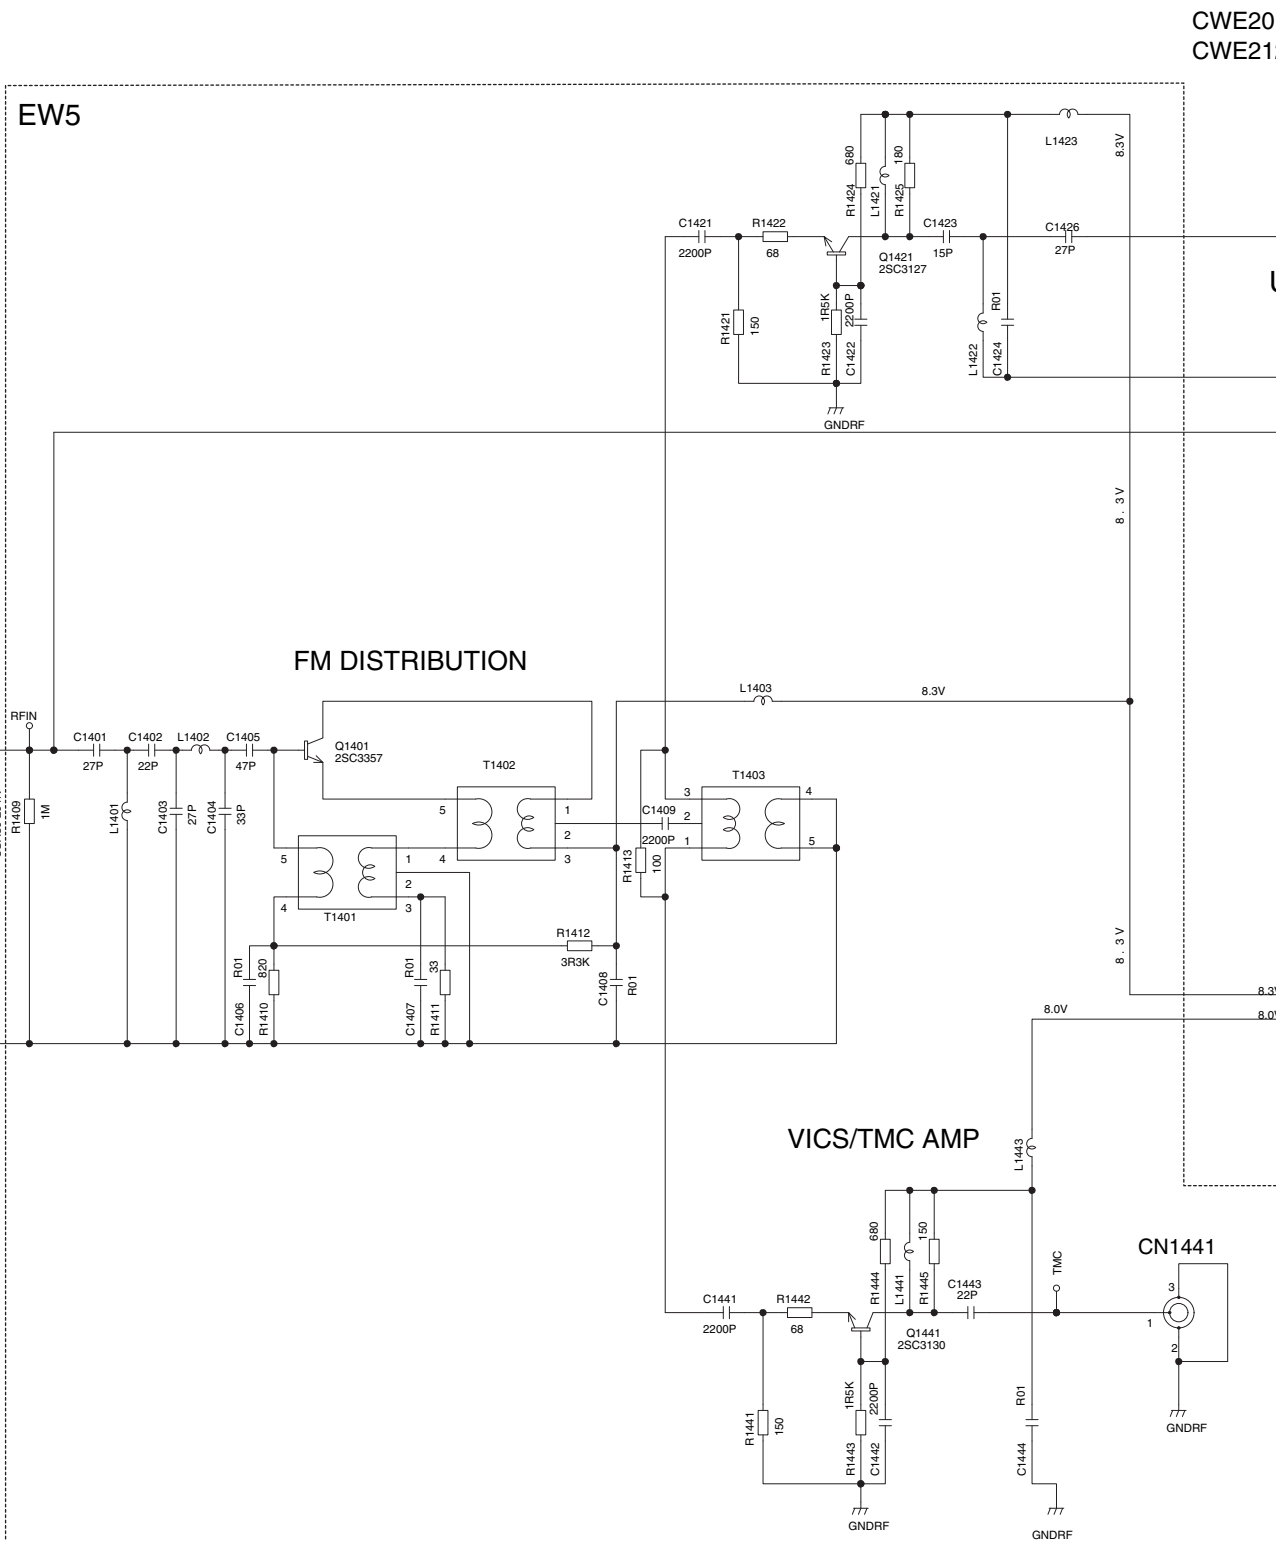 CWE20
CWE21
EW5
L1423
8.3V
680
R1424
L1421
180
R1425
C1421
2200P
R1422
68
Q1421
2SC3127
C1423
15P
C1426
27P
R1421
150
1R5K
R1423
2200P
C1422
L1422
R01
C1424
GNDRF
8.3V
FM DISTRIBUTION
L1403
8.3V
RFIN
C1401
27P
C1402
22P
L1402
C1405
47P
Q1401
2SC3357
R1409
1M
L1401
C1403
27P
C1404
33P
T1402
5
4
1
2
3
C1409
2200P
T1403
3
2
1
4
5
R1413
100
5
4
T1401
1
2
3
R1412
3R3K
R01
C1406
820
R1410
R01
C1407
33
R1411
C1408
R01
8.3V
8.3V
8.0V
8.0V
VICS/TMC AMP
L1443
680
R1444
L1441
150
R1445
C1441
2200P
R1442
68
Q1441
2SC3130
C1443
22P
TMC
CN1441
3
1
2
GNDRF
R1441
150
1R5K
R1443
2200P
C1442
R01
C1444
GNDRF
GNDRF